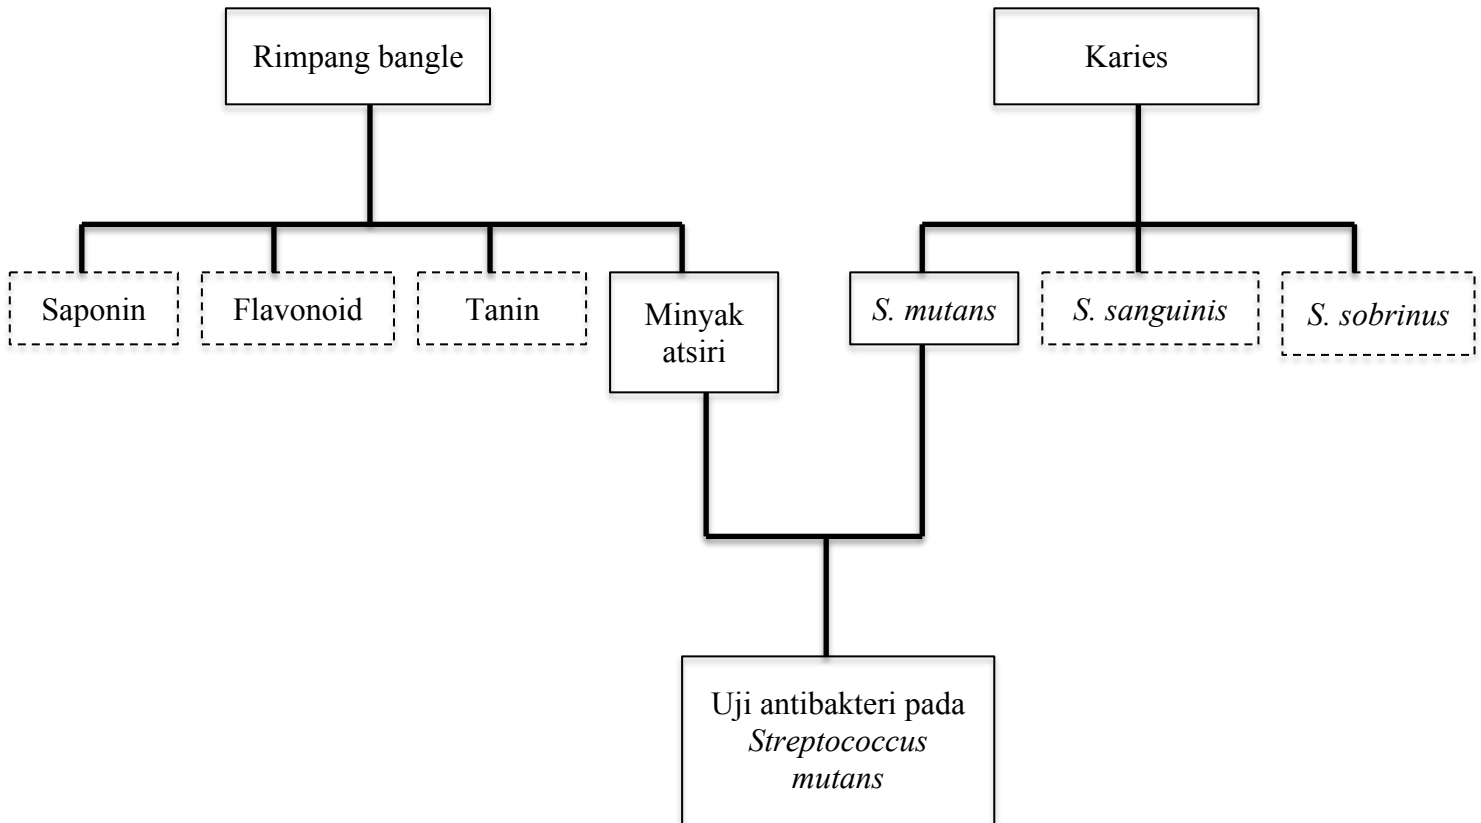 Rimpang bangle
Karies
Saponin
Flavonoid
Tanin
Minyak
atsiri
S. mutans
S. sanguinis
S. sobrinus
Uji antibakteri pada
Streptococcus
mutans